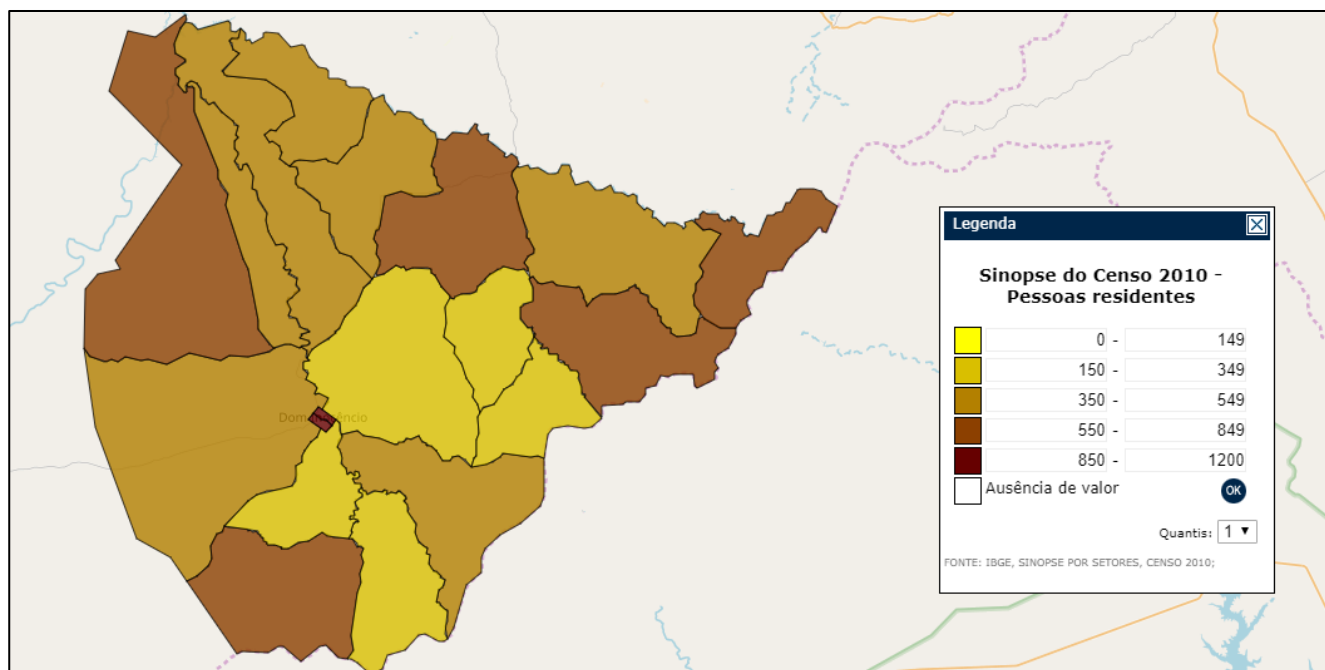 Legenda
Sinopse do Censo 2010 -
Pessoas residentes
0 - 149
150 - 349
350 - 549
550 - 849
850 - 1200
Ausência de valor OK
Quantis: 1
FONTE: IBGE, SINOPSE POR SETORES, CENSO 2010;